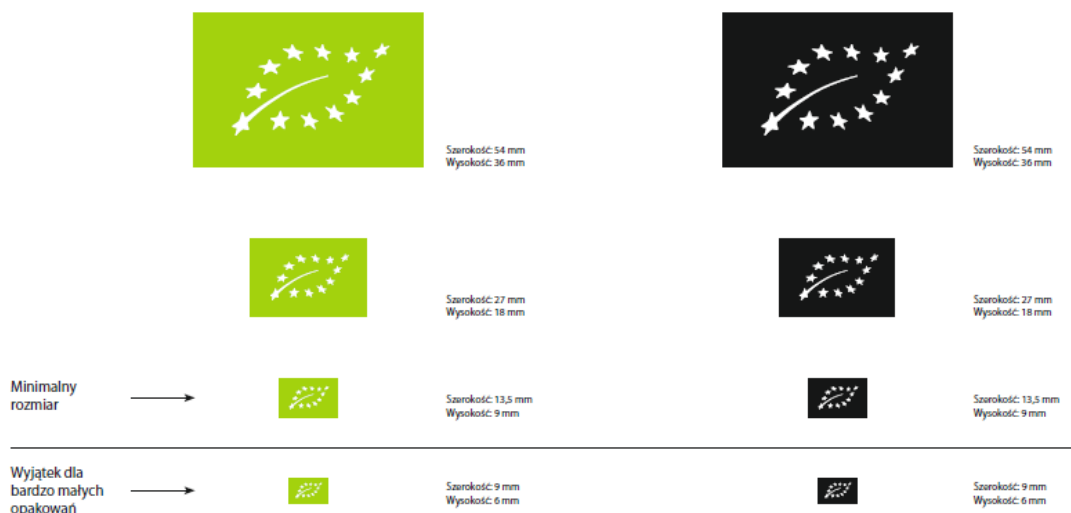 Szerokość: 54 mm
Wysokość: 36 mm
Szerokość: 54 mm
Wysokość: 36 mm
Szerokość: 27 mm
Wysokość: 18 mm
Szerokość: 27 mm
Wysokość: 18 mm
Minimalny
rozmiar
Szerokość: 13,5 mm
Wysokość: 9 mm
Szerokość: 13,5 mm
Wysokość: 9 mm
Wyjątek dla
bardzo małych
opakowań
Szerokość: 9 mm
Wysokość: 6 mm
Szerokość: 9 mm
Wysokość: 6 mm